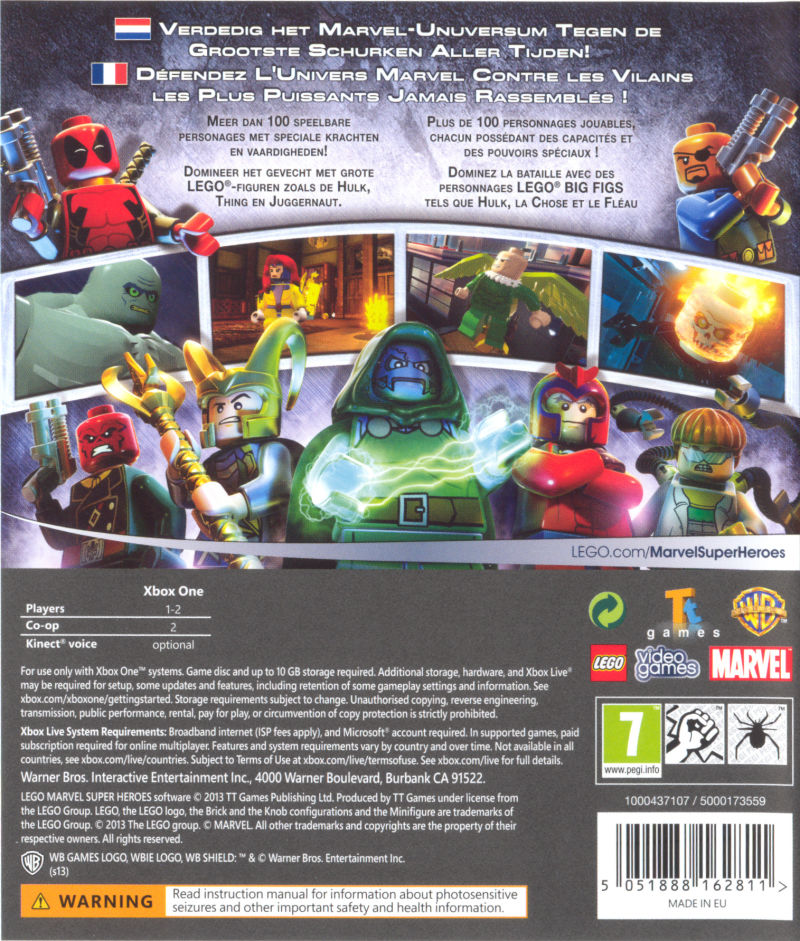 Verdedig het Marvel-Unuversum Tegen de
Grootste Schurken Aller Tijden!
Défendez L'Univers Marvel Contre les Vilains
les Plus Puissants Jamais Rassemblés !
Meer dan 100 speelbare
personages met speciale krachten
en vaardigheden!
Domineer het gevecht met grote
LEGO®-figuren zoals de Hulk,
Thing en Juggernaut.
Plus de 100 personnages jouables,
chacun possédant des capacités et
des pouvoirs spéciaux !
Dominez la bataille avec des
personnages LEGO® BIG FIGS
tels que Hulk, la Chose et le Fléau
LEGO.com/MarvelSuperHeroes
Xbox One
Players 1-2
Co-op 2
Kinect® voice optional
For use only with Xbox One™ systems. Game disc and up to 10 GB storage required. Additional storage, hardware, and Xbox Live®
may be required for setup, some updates and features, including retention of some gameplay settings and information. See
xbox.com/xboxone/gettingstarted. Storage requirements subject to change. Unauthorised copying, reverse engineering,
transmission, public performance, rental, pay for play, or circumvention of copy protection is strictly prohibited.
Xbox Live System Requirements: Broadband internet (ISP fees apply), and Microsoft® account required. In supported games, paid
subscription required for online multiplayer. Features and system requirements vary by country and over time. Not available in all
countries, see xbox.com/live/countries. Subject to Terms of Use at xbox.com/live/termsofuse. See xbox.com/live for full details.
Warner Bros. Interactive Entertainment Inc., 4000 Warner Boulevard, Burbank CA 91522.
LEGO MARVEL SUPER HEROES software © 2013 TT Games Publishing Ltd. Produced by TT Games under license from
the LEGO Group. LEGO, the LEGO logo, the Brick and the Knob configurations and the Minifigure are trademarks of
the LEGO Group. © 2013 The LEGO group. © MARVEL. All other trademarks and copyrights are the property of their
respective owners. All rights reserved.
WB GAMES LOGO, WBIE LOGO, WB SHIELD: ™ & © Warner Bros. Entertainment Inc.
(s13)
WARNING
Read instruction manual for information about photosensitive
seizures and other important safety and health information.
Tt
games
WB
LEGO
video
games
MARVEL
7
www.pegi.info
1000437107 / 5000173559
5 051888 162811 >
MADE IN EU